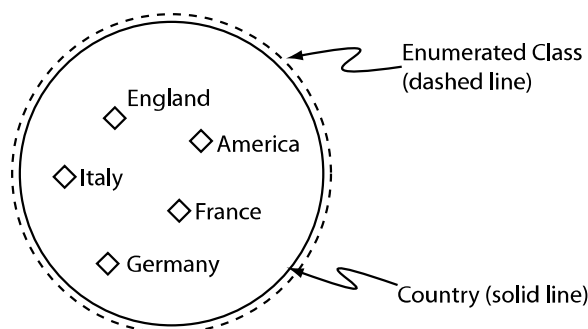 England
America
Italy
France
Germany
Enumerated Class
(dashed line)
Country (solid line)